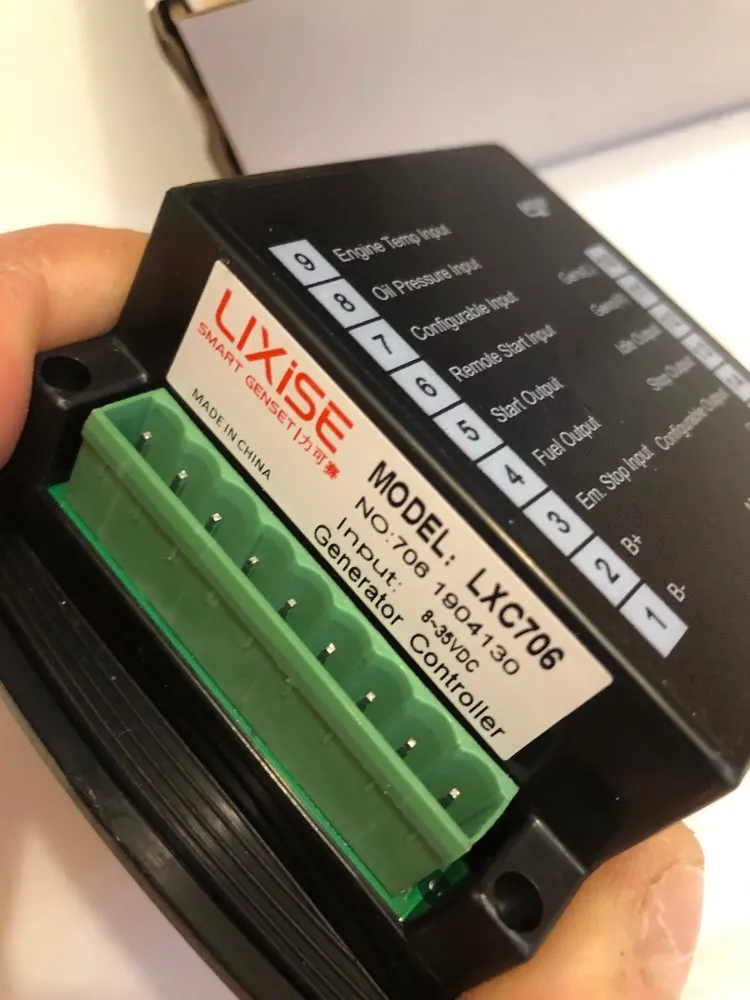 LIXiSE
SMART GENSET | 力可赛
MADE IN CHINA
MODEL: LXC706
NO:706 1904130
Input: 8~35VDC
Generator Controller
9 Engine Temp Input
8 Oil Pressure Input
7 Configurable Input
6 Remote Start Input
5 Start Output
4 Fuel Output
3 Em. Stop Input
2 B+
1 B-
Idle Output
Stop Output
Configurable Output